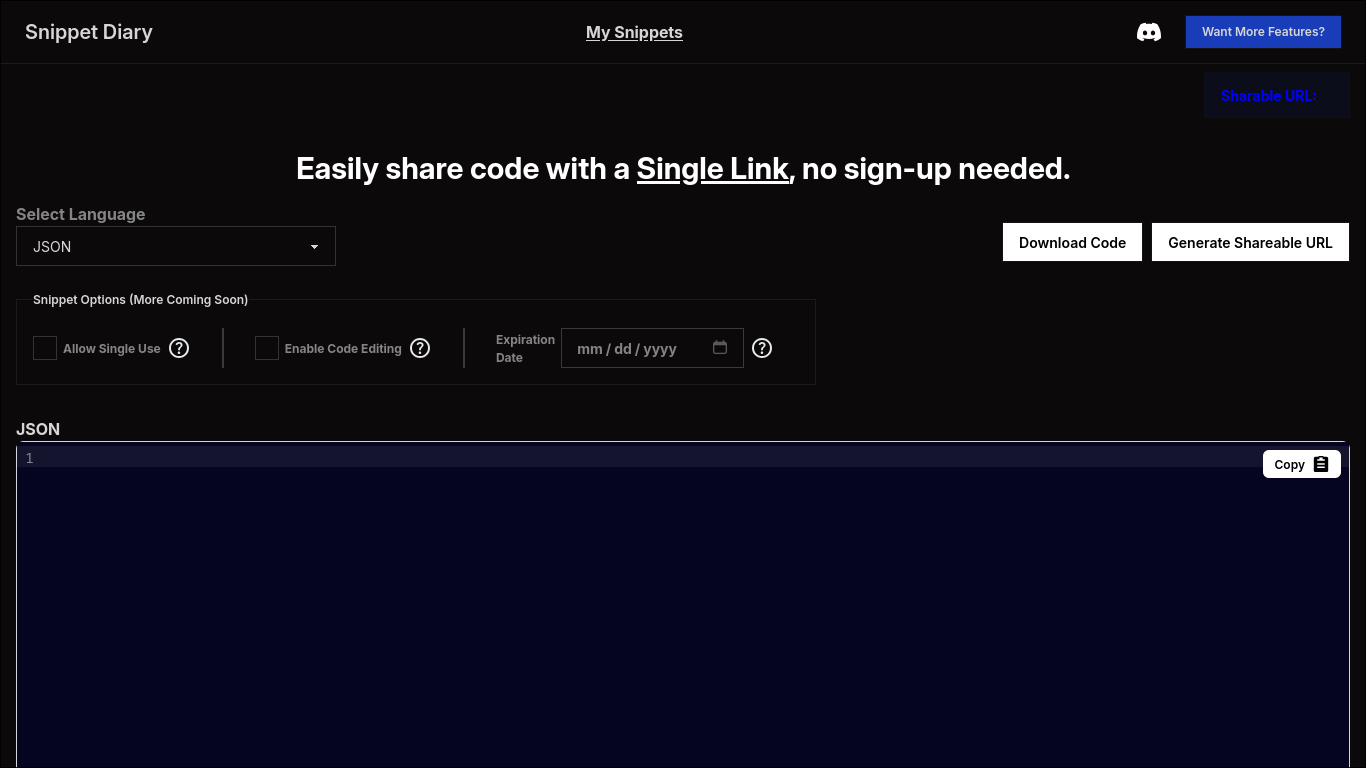 Snippet Diary
My Snippets
Want More Features?
Sharable URL:
Easily share code with a Single Link, no sign-up needed.
Select Language
JSON
Download Code
Generate Shareable URL
Snippet Options (More Coming Soon)
Allow Single Use
Enable Code Editing
Expiration
Date
mm / dd / yyyy
JSON
1
Copy